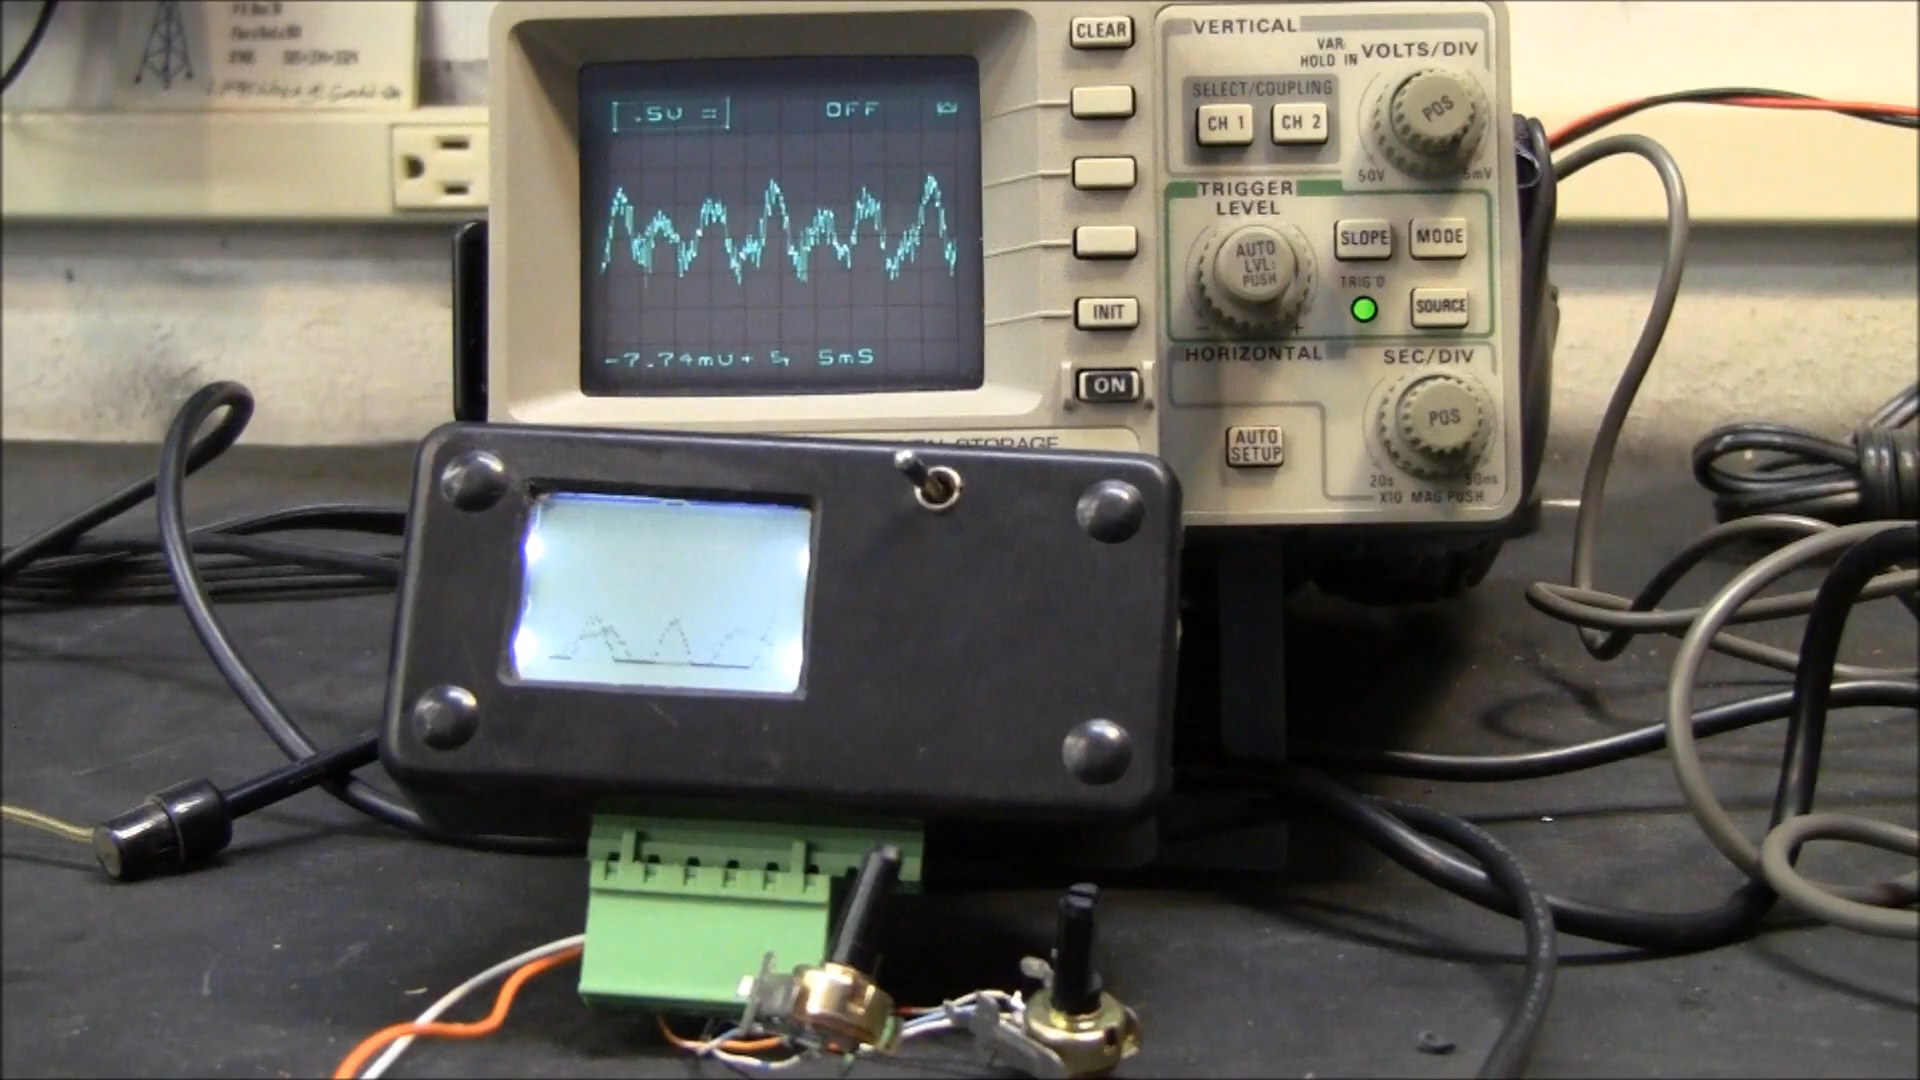 CLEAR
VERTICAL
VAR:
HOLD IN
VOLTS/DIV
SELECT/COUPLING
CH 1
CH 2
POS
50V
5mV
.5V =
OFF
TRIGGER
LEVEL
AUTO
LVL:
PUSH
- +
SLOPE
MODE
TRIG'D
SOURCE
INIT
HORIZONTAL
SEC/DIV
-7.74mV+
5mS
ON
AUTO
SETUP
POS
20s
X10 MAG PUSH
STORAGE